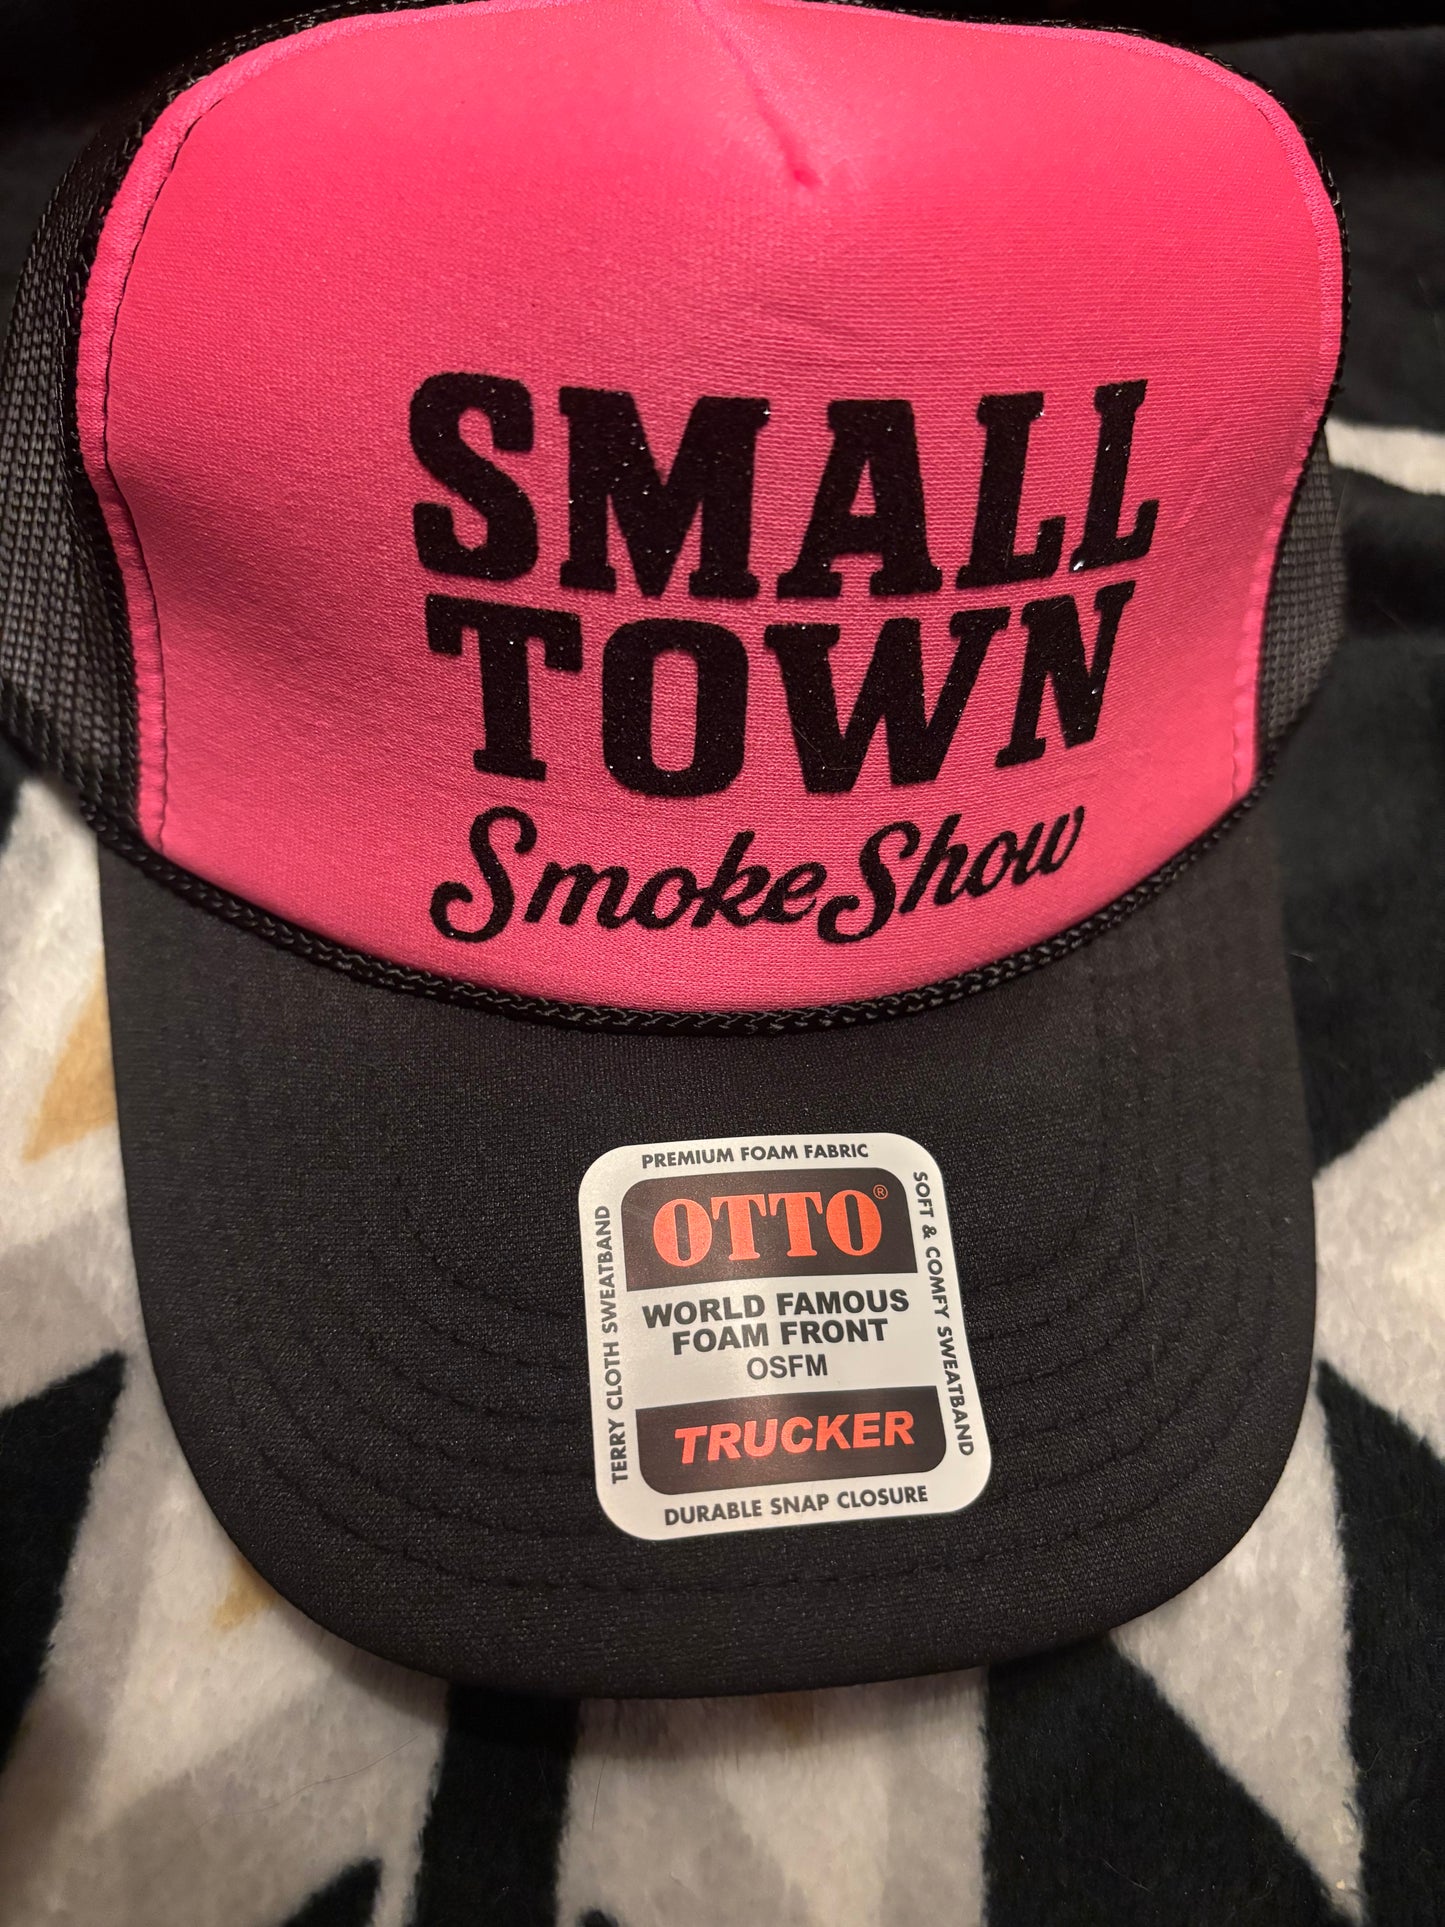 SMALL
TOWN
Smoke Show
PREMIUM FOAM FABRIC
OTTO®
WORLD FAMOUS
FOAM FRONT
OSFM
TRUCKER
DURABLE SNAP CLOSURE
TERRY CLOTH SWEATBAND
SOFT & COMFY SWEATBAND